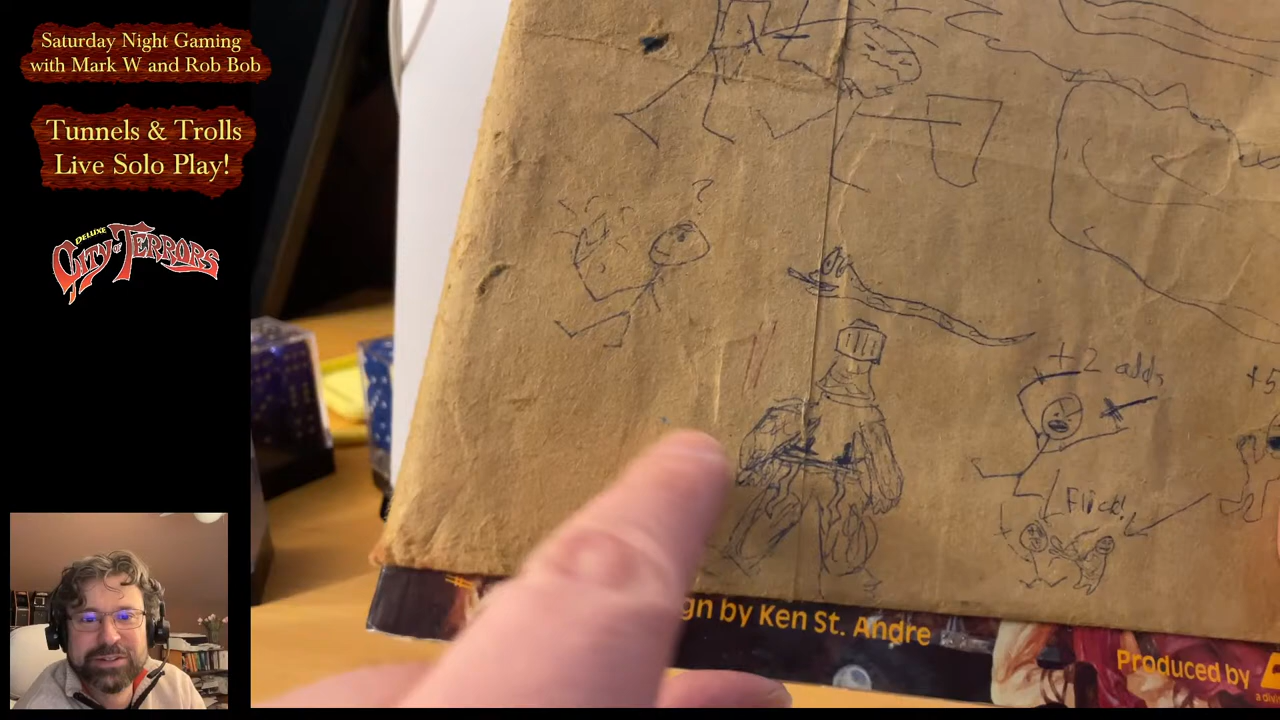 Saturday Night Gaming
with Mark W and Rob Bob
Tunnels & Trolls
Live Solo Play!
DELUXE
CITY OF TERRORS
+2 adds
+5
Flick!
gn by Ken St. Andre
Produced by
a div